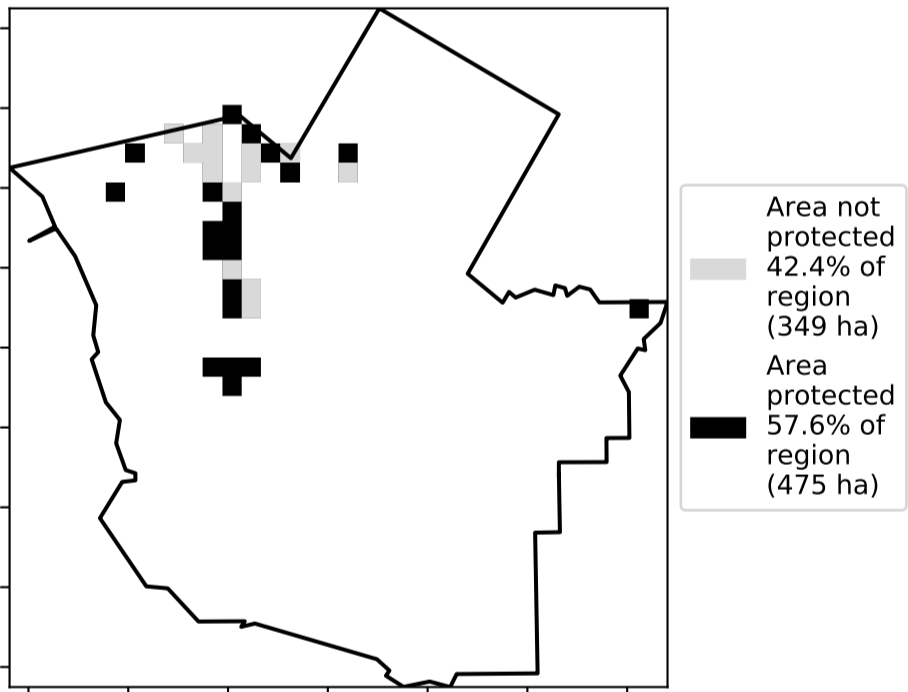 Area not
protected
42.4% of
region
(349 ha)
Area
protected
57.6% of
region
(475 ha)